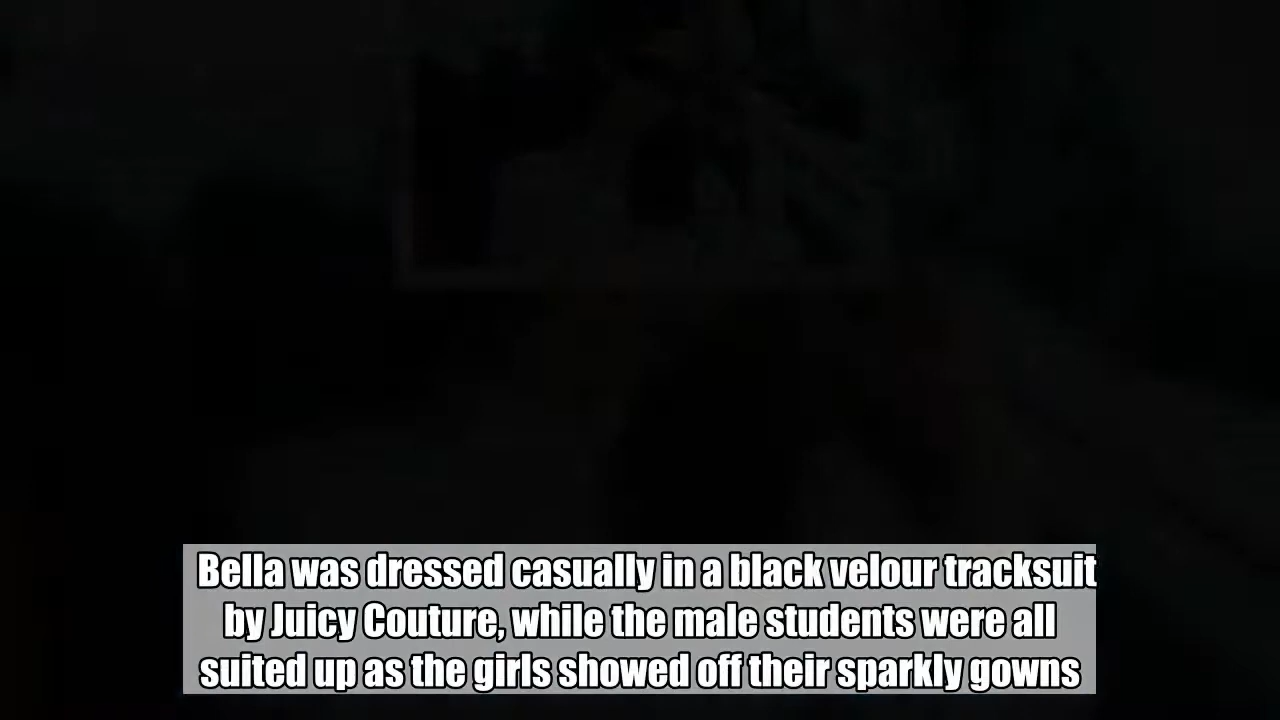 Bella was dressed casually in a black velour tracksuit
by Juicy Couture, while the male students were all
suited up as the girls showed off their sparkly gowns